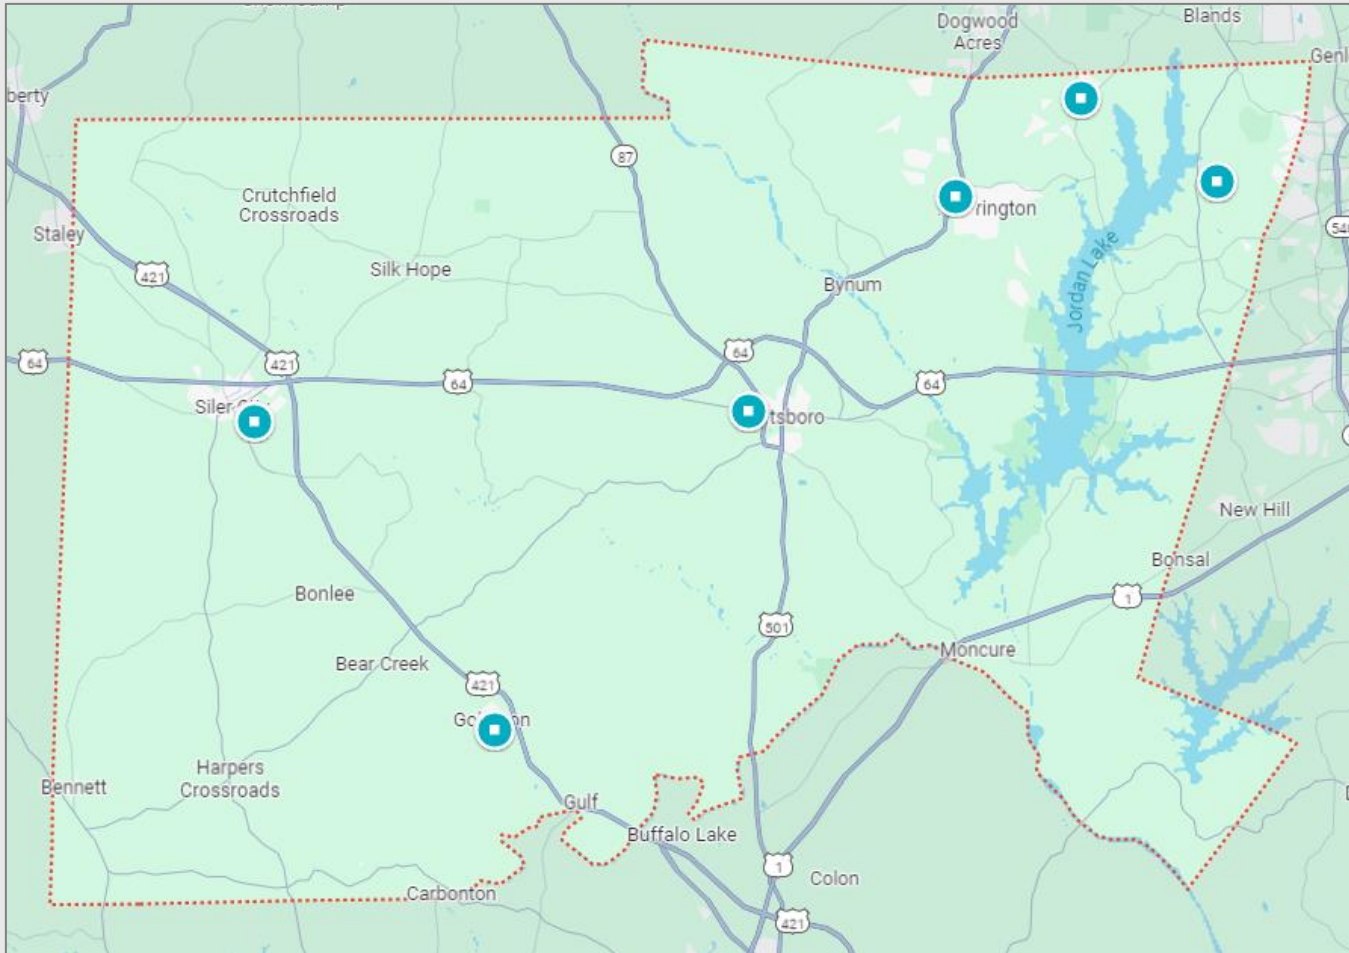 Dogwood
Acres
Blands
berty
87
Crutchfield
Crossroads
rington
Staley
540
421
Silk Hope
Jordan Lake
Bynum
64
64
421
64
64
Siler
tsboro
New Hill
Bonsal
Bonlee
1
501
Moncure
Bear Creek
421
Harpers
Crossroads
Bennett
Gulf
Buffalo Lake
1
Colon
Carbonton
421